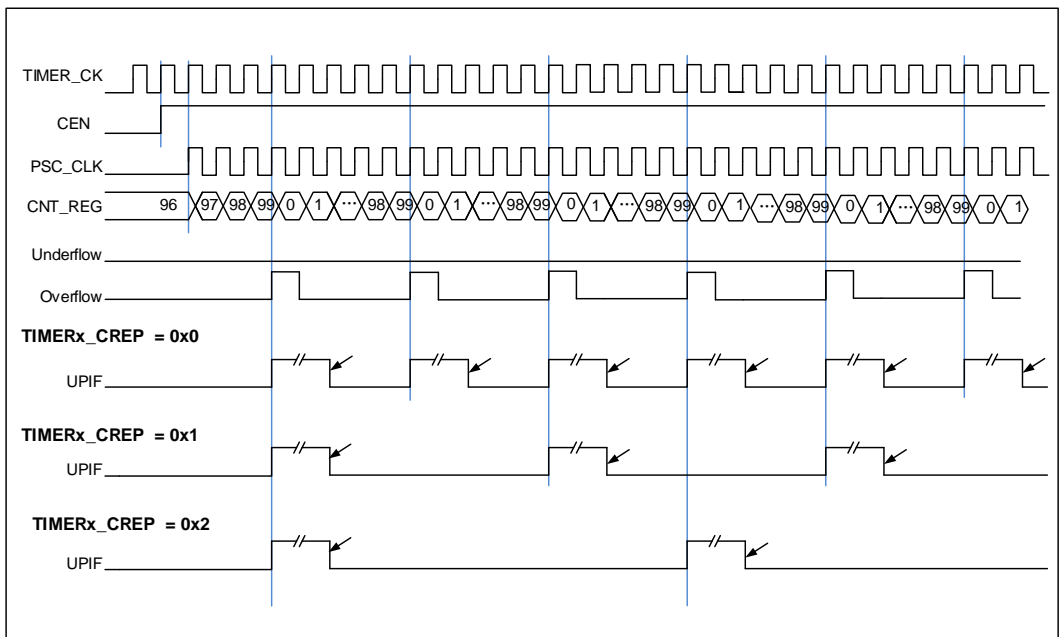 TIMER_CK
CEN
PSC_CLK
CNT_REG 96 97 98 99 0 1 ... 98 99 0 1 ... 98 99 0 1 ... 98 99 0 1 ... 98 99 0 1 ... 98 99 0 1
Underflow
Overflow
TIMERx_CREP = 0x0
UPIF
TIMERx_CREP = 0x1
UPIF
TIMERx_CREP = 0x2
UPIF